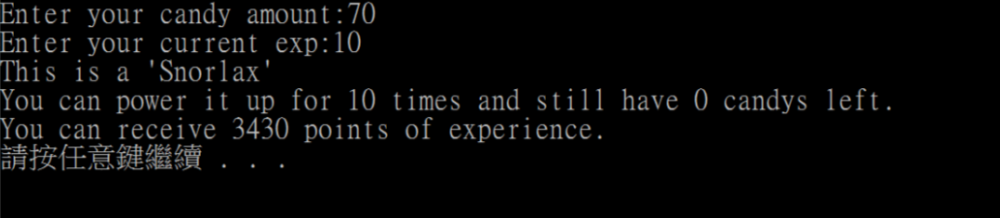 Enter your candy amount:70
Enter your current exp:10
This is a 'Snorlax'
You can power it up for 10 times and still have 0 candys left.
You can receive 3430 points of experience.
請按任意鍵繼續 . . .